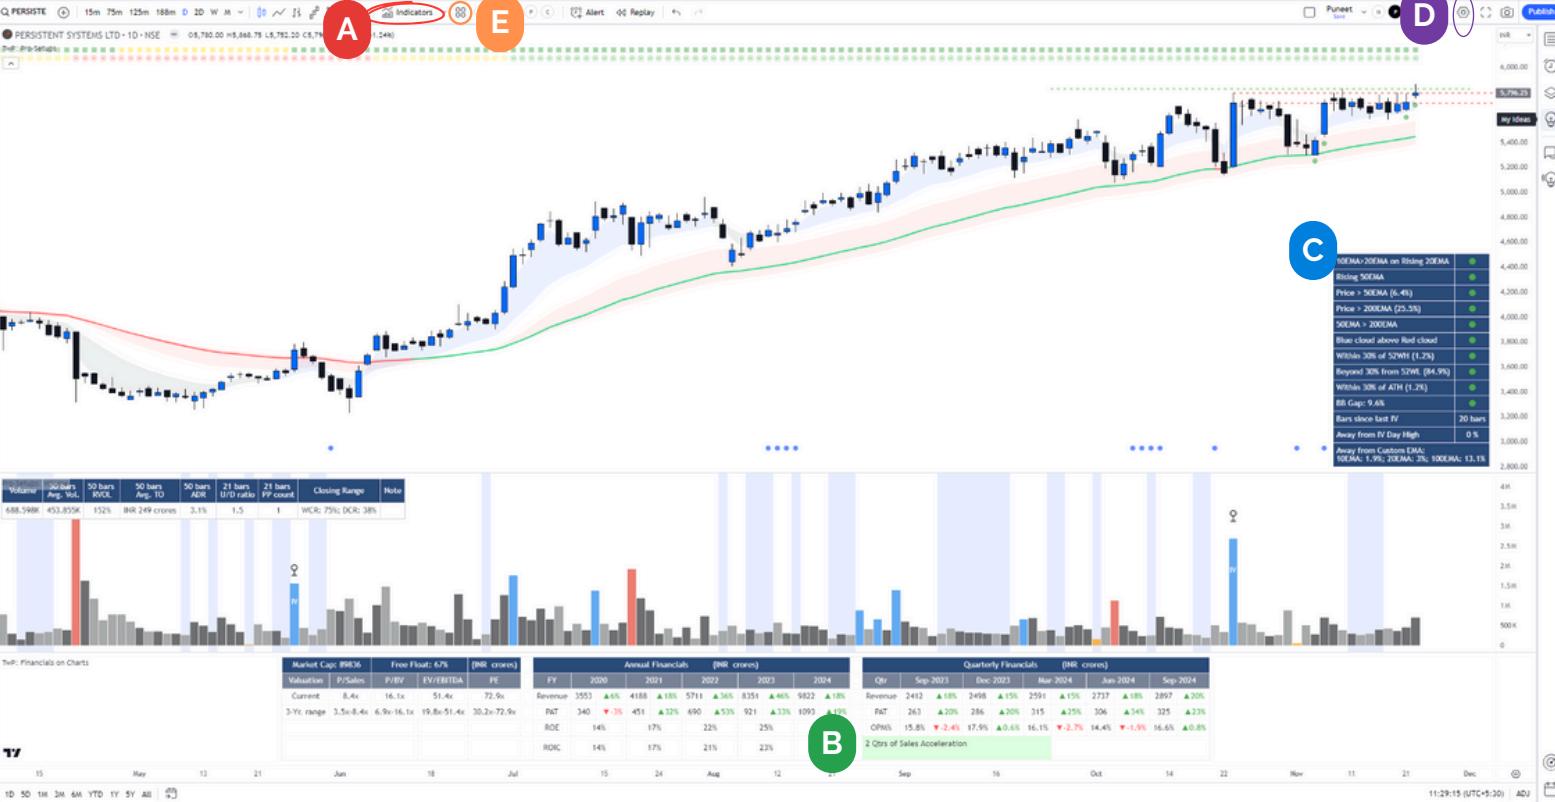 PERSISTE 15m 75m 125m 188m D 2D W M A Indicators E Alert Replay Puneet Save D Publish
PERSISTENT SYSTEMS LTD • 1D • NSE O5,780.00 H5,868.75 L5,752.20 INR
TwP: Pro-Setups
6,000.00
5,796.25
My Ideas
5,400.00
5,200.00
5,000.00
4,800.00
4,600.00
4,400.00
4,200.00
4,000.00
3,800.00
3,600.00
3,400.00
3,200.00
3,000.00
2,800.00
C
10EMA>20EMA on Rising 20EMA
Rising 50EMA
Price > 50EMA (6.4%)
Price > 200EMA (25.5%)
50EMA > 200EMA
Blue cloud above Red cloud
Within 30% of 52WH (1.2%)
Beyond 30% from 52WL (84.9%)
Within 30% of ATH (1.2%)
BB Gap: 9.6%
Bars since last IV 20 bars
Away from IV Day High 0 %
Away from Custom EMA:
10EMA: 1.9%; 20EMA: 3%; 100EMA: 13.1%
Volume 50 bars Avg. Vol. 50 bars RVOL 50 bars Avg. TO 50 bars ADR 21 bars U/D ratio 21 bars PP count Closing Range Note
688.598K 453.855K 152% INR 249 crores 3.1% 1.5 1 WCR: 75%; DCR: 38%
4M
3.5M
3M
2.5M
2M
1.5M
1M
500K
0
IV
IV
TwP: Financials on Charts
Market Cap: 89836 Free Float: 67% (INR crores)
Valuation P/Sales P/BV EV/EBITDA PE
Current 8.4x 16.1x 51.4x 72.9x
3-Yr. range 3.5x-8.4x 6.9x-16.1x 19.8x-51.4x 30.2x-72.9x
Annual Financials (INR crores)
FY 2020 2021 2022 2023 2024
Revenue 3553 ▲6% 4188 ▲18% 5711 ▲36% 8351 ▲46% 9822 ▲18%
PAT 340 ▼-3% 451 ▲32% 690 ▲53% 921 ▲33% 1093 ▲19%
ROE 14% 17% 22% 25%
ROIC 14% 17% 21% 23%
B
Quarterly Financials (INR crores)
Qtr Sep-2023 Dec-2023 Mar-2024 Jun-2024 Sep-2024
Revenue 2412 ▲18% 2498 ▲15% 2591 ▲15% 2737 ▲18% 2897 ▲20%
PAT 263 ▲20% 286 ▲20% 315 ▲25% 306 ▲34% 325 ▲23%
OPM% 15.8% ▼-2.4% 17.9% ▲0.6% 16.1% ▼-2.7% 14.4% ▼-1.9% 16.6% ▲0.8%
2 Qtrs of Sales Acceleration
15 May 13 21 Jun 18 Jul 15 24 Aug 12 Sep 16 Oct 14 22 Nov 11 21 Dec
1D 5D 1M 3M 6M YTD 1Y 5Y All 11:29:15 (UTC+5:30) ADJ